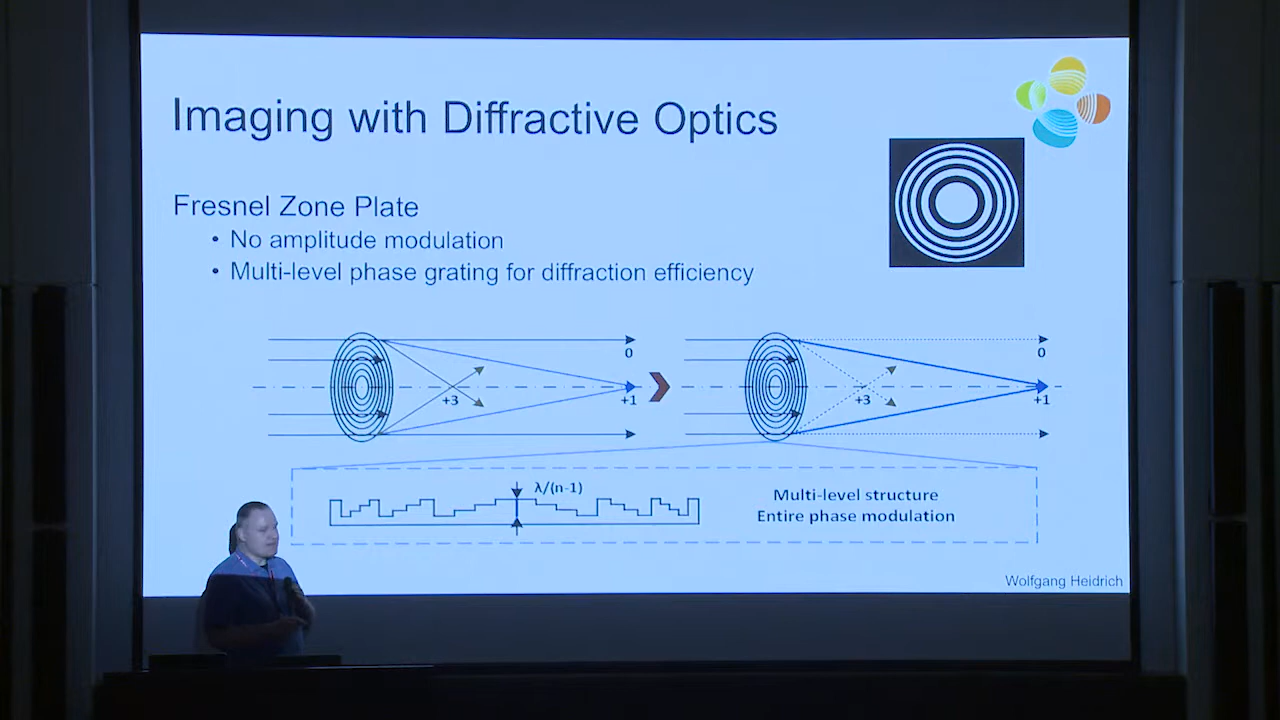 Imaging with Diffractive Optics
Fresnel Zone Plate
• No amplitude modulation
• Multi-level phase grating for diffraction efficiency
0
+3
+1
0
+3
+1
λ/(n-1)
Multi-level structure
Entire phase modulation
Wolfgang Heidrich